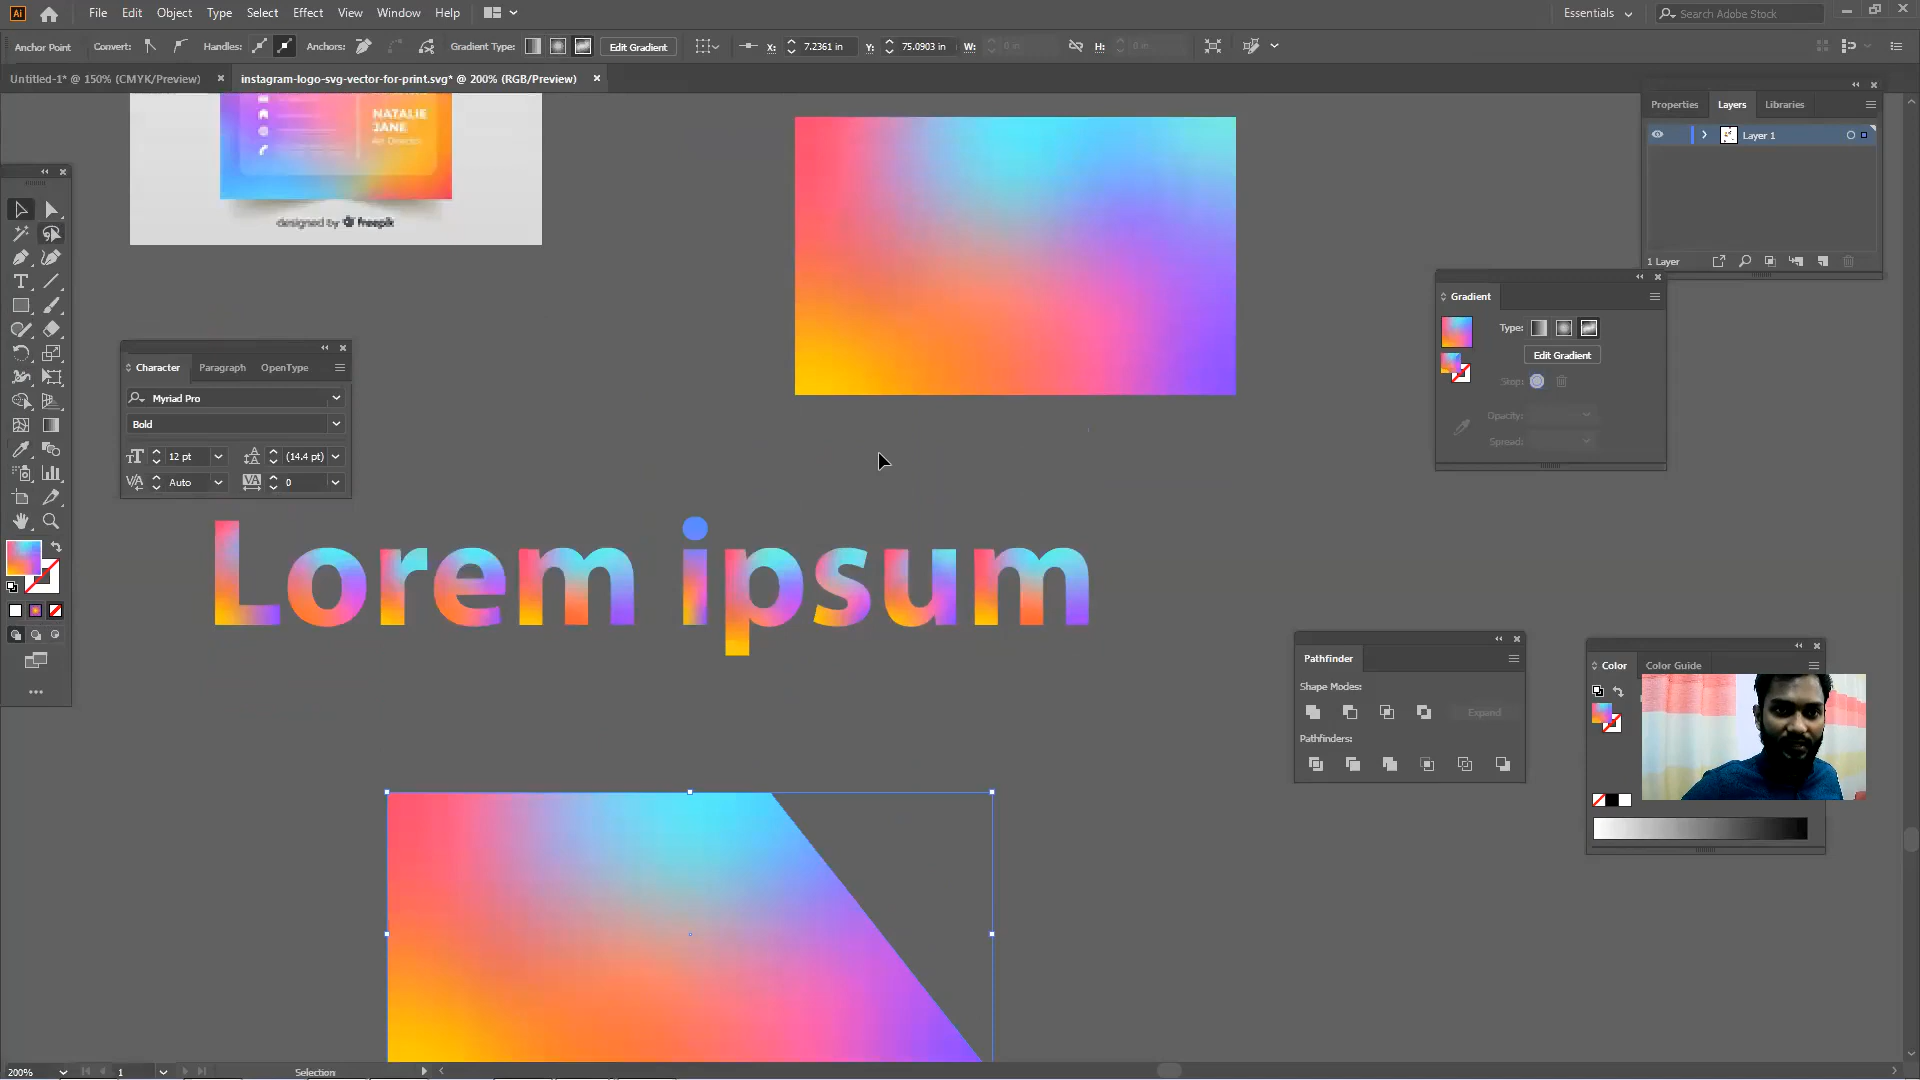 Ai File Edit Object Type Select Effect View Window Help Essentials Search Adobe Stock
Anchor Point Convert: Handles: Anchors: Gradient Type: Edit Gradient X: 7.2361 in Y: 75.0903 in W: 0 in H: 0 in
Untitled-1* @ 150% (CMYK/Preview) × instagram-logo-svg-vector-for-print.svg* @ 200% (RGB/Preview) ×
NATALIE
JANE
Art Director
designed by freepik
Properties Layers Libraries
Layer 1
1 Layer
Gradient
Type:
Edit Gradient
Stop:
Opacity:
Spread:
Character Paragraph OpenType
Myriad Pro
Bold
12 pt (14.4 pt)
Auto 0
Lorem ipsum
Pathfinder
Shape Modes:
Expand
Pathfinders:
Color Color Guide
200% 1 Selection